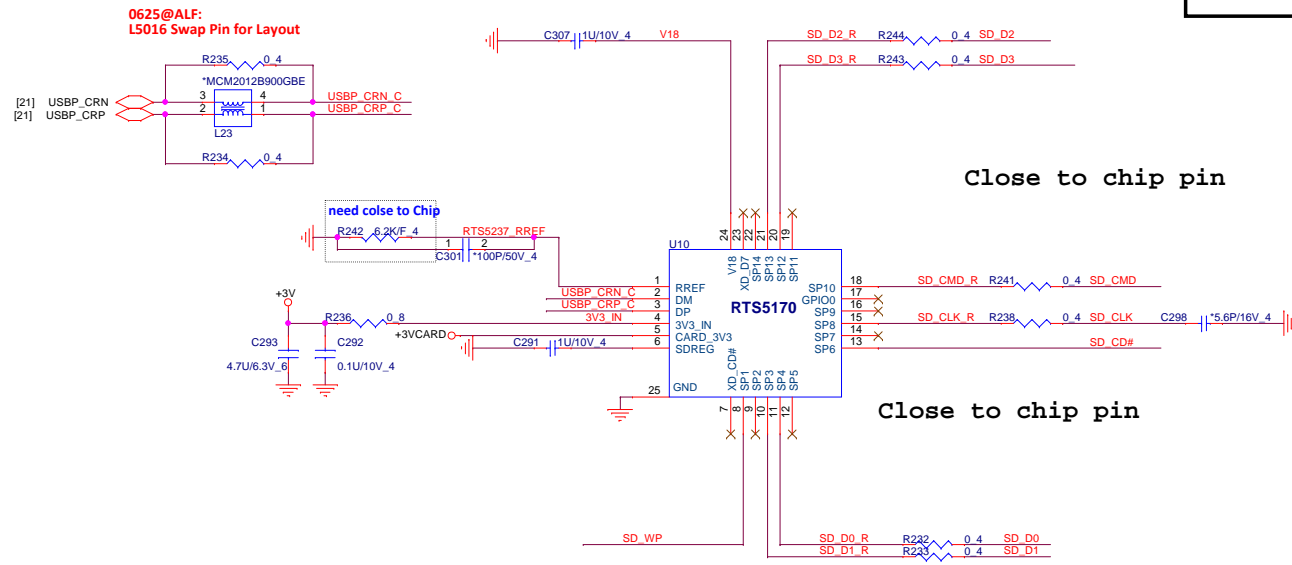 0625@ALF:
L5016 Swap Pin for Layout
R235 0_4
*MCM2012B900GBE
[21] USBP_CRN 3 4 USBP_CRN_C
[21] USBP_CRP 2 1 USBP_CRP_C
L23
R234 0_4
C307 1U/10V_4 V18
SD_D2_R R244 0_4 SD_D2
SD_D3_R R243 0_4 SD_D3
Close to chip pin
need colse to Chip
R242 6.2K/F_4 RTS5237_RREF
1 2
C301 *100P/50V_4
U10
24 23 22 21 20 19
V18 XD_D7 SP14 SP13 SP12 SP11
RTS5170
1 RREF
USBP_CRN_C 2 DM
USBP_CRP_C 3 DP
+3V
R236 0_8 3V3_IN 4 3V3_IN
+3VCARD 5 CARD_3V3
C291 1U/10V_4 6 SDREG
C293 C292
4.7U/6.3V_6 0.1U/10V_4
25 GND
SP10 18 SD_CMD_R R241 0_4 SD_CMD
GPIO0 17
SP9 16
SP8 15 SD_CLK_R R238 0_4 SD_CLK C298 *5.6P/16V_4
SP7 14
SP6 13 SD_CD#
XD_CD# SP1 SP2 SP3 SP4 SP5
7 8 9 10 11 12
Close to chip pin
SD_WP
SD_D0_R R232 0_4 SD_D0
SD_D1_R R233 0_4 SD_D1